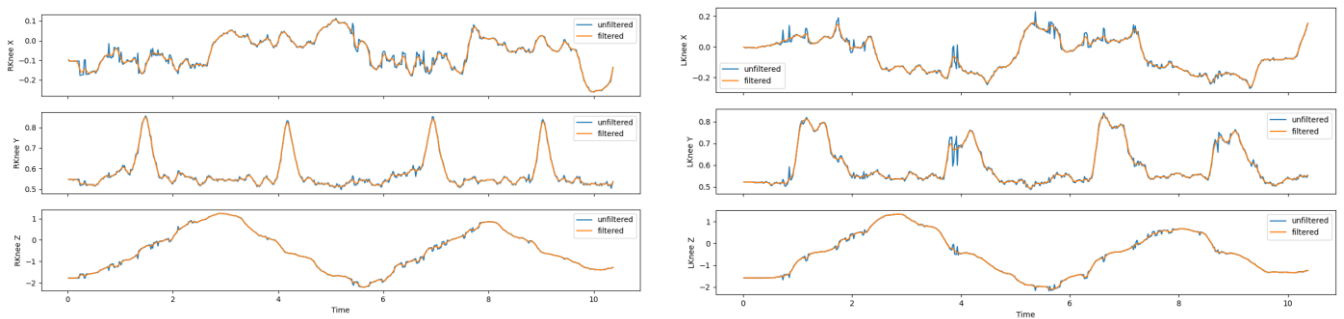 RKnee X
0.1
0.0
−0.1
−0.2
unfiltered
filtered
RKnee Y
0.8
0.7
0.6
0.5
unfiltered
filtered
RKnee Z
1
0
−1
−2
unfiltered
filtered
0 2 4 6 8 10
Time
LKnee X
0.2
0.0
−0.2
unfiltered
filtered
LKnee Y
0.8
0.7
0.6
0.5
unfiltered
filtered
LKnee Z
1
0
−1
−2
unfiltered
filtered
0 2 4 6 8 10
Time